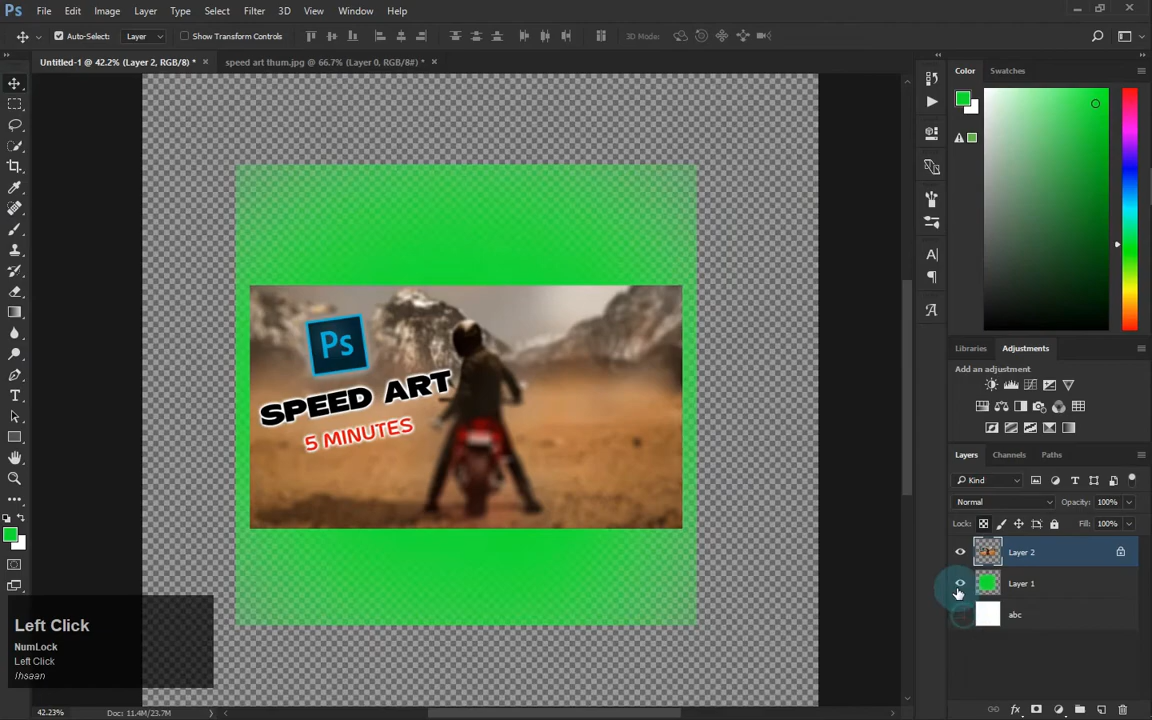 Ps File Edit Image Layer Type Select Filter 3D View Window Help
Auto-Select: Layer Show Transform Controls 3D Mode:
Untitled-1 @ 42.2% (Layer 2, RGB/8) * × speed art thum.jpg @ 66.7% (Layer 0, RGB/8#) * ×
Color Swatches
Libraries Adjustments
Add an adjustment
Ps
SPEED ART
5 MINUTES
Layers Channels Paths
Kind
Normal Opacity: 100%
Lock: Fill: 100%
Layer 2
Layer 1
abc
Left Click
NumLock
Left Click
42.23% Doc: 11.4M/23.7M